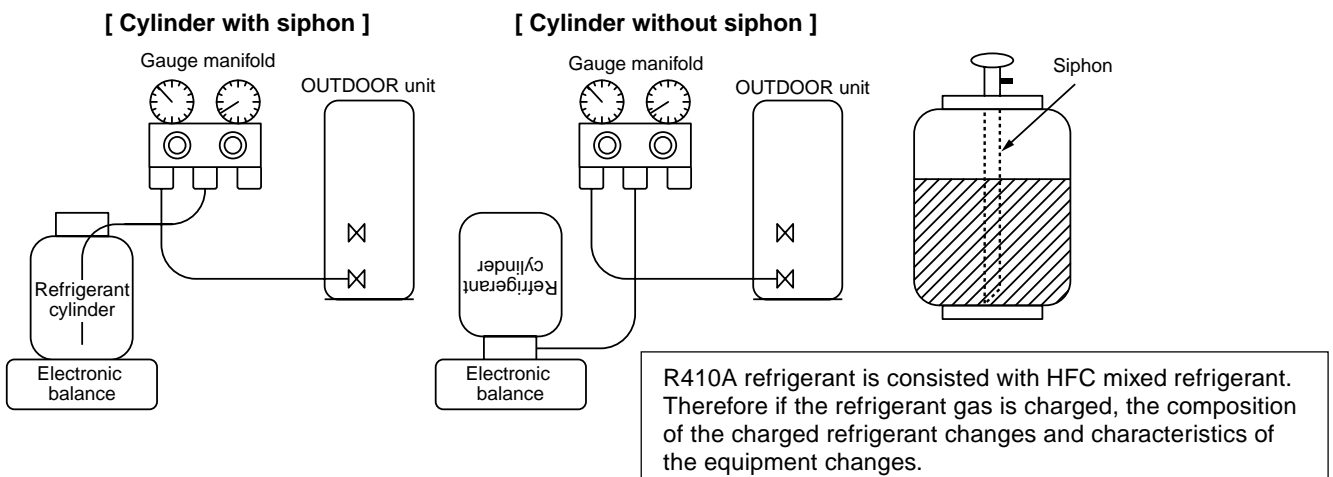 [ Cylinder with siphon ]
Gauge manifold
OUTDOOR unit
Refrigerant
cylinder
Electronic
balance
[ Cylinder without siphon ]
Gauge manifold
OUTDOOR unit
Refrigerant
cylinder
Electronic
balance
Siphon
R410A refrigerant is consisted with HFC mixed refrigerant.
Therefore if the refrigerant gas is charged, the composition
of the charged refrigerant changes and characteristics of
the equipment changes.